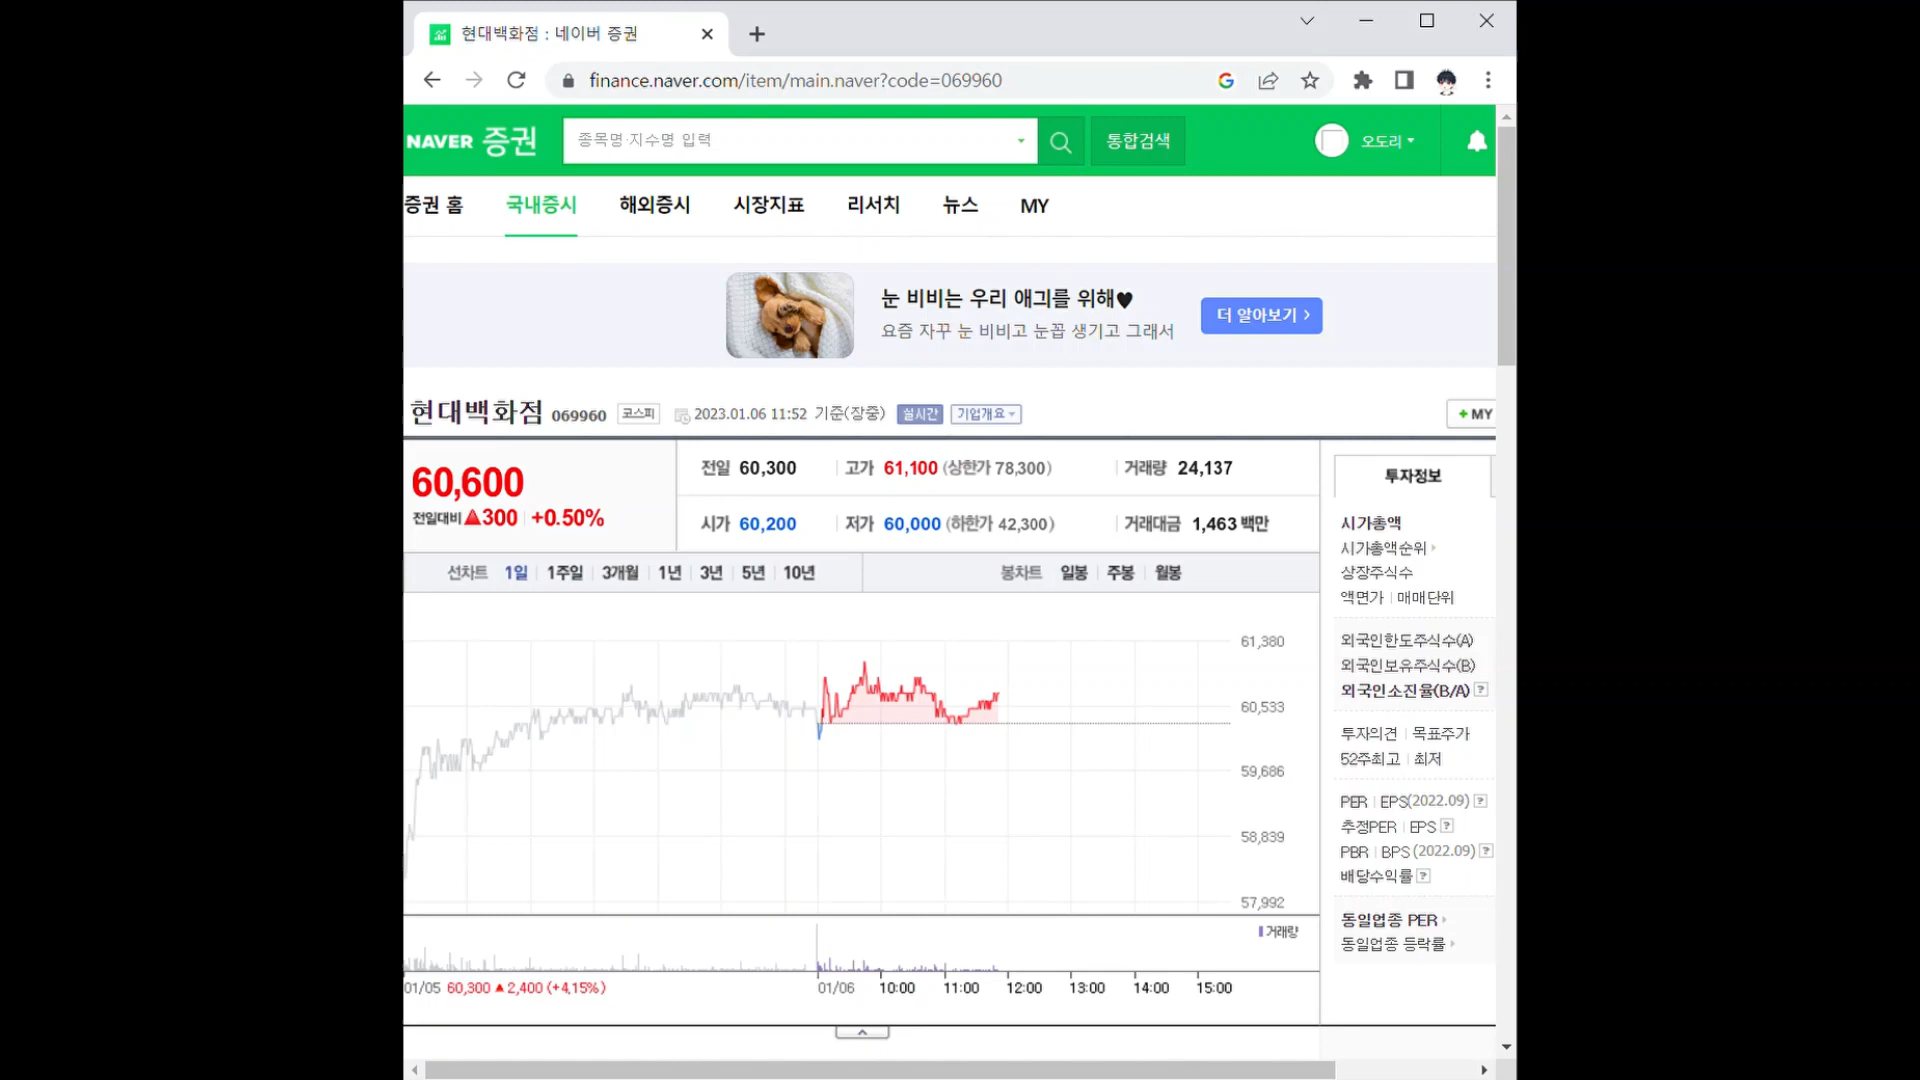 현대백화점 : 네이버 증권
finance.naver.com/item/main.naver?code=069960
NAVER 증권
종목명·지수명 입력
통합검색
오도리
증권 홈 국내증시 해외증시 시장지표 리서치 뉴스 MY
눈 비비는 우리 애긔를 위해♥
요즘 자꾸 눈 비비고 눈꼽 생기고 그래서
더 알아보기 >
현대백화점 069960 코스피 2023.01.06 11:52 기준(장중) 실시간 기업개요
+ MY
60,600
전일대비 ▲300 +0.50%
전일 60,300 고가 61,100 (상한가 78,300) 거래량 24,137
시가 60,200 저가 60,000 (하한가 42,300) 거래대금 1,463 백만
선차트 1일 1주일 3개월 1년 3년 5년 10년
봉차트 일봉 주봉 월봉
61,380
60,533
59,686
58,839
57,992
거래량
01/05 60,300 ▲2,400 (+4.15%)
01/06 10:00 11:00 12:00 13:00 14:00 15:00
투자정보
시가총액
시가총액순위
상장주식수
액면가 | 매매단위
외국인한도주식수(A)
외국인보유주식수(B)
외국인소진율(B/A) ?
투자의견 | 목표주가
52주최고 | 최저
PER | EPS(2022.09) ?
추정PER | EPS ?
PBR | BPS (2022.09) ?
배당수익률 ?
동일업종 PER
동일업종 등락률